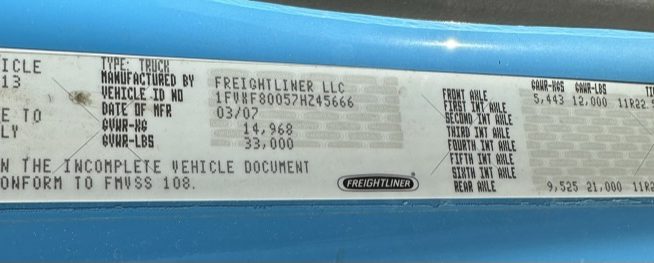 ICLE
13
E TO
LY
TYPE: TRUCK
MANUFACTURED BY FREIGHTLINER LLC
VEHICLE ID NO 1FVXF80057HZ45666
DATE OF MFR 03/07
GVWR-KG 14,968
GVWR-LBS 33,000
N THE INCOMPLETE VEHICLE DOCUMENT
ONFORM TO FMVSS 108.
FREIGHTLINER
GAWR-KGS GAWR-LBS TI
FRONT AXLE 5,443 12,000 11R22
FIRST INT AXLE
SECOND INT AXLE
THIRD INT AXLE
FOURTH INT AXLE
FIFTH INT AXLE
SIXTH INT AXLE
REAR AXLE 9,525 21,000 11R2